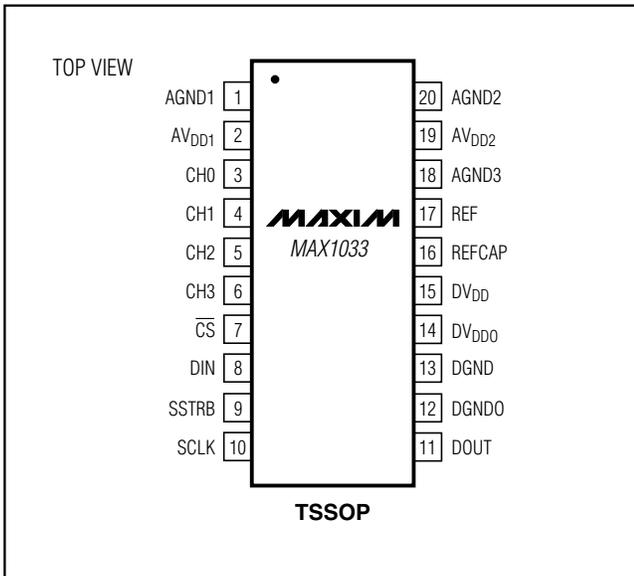 TOP VIEW
AGND1 1
AVDD1 2
CH0 3
CH1 4
CH2 5
CH3 6
C̅S̅ 7
DIN 8
SSTRB 9
SCLK 10
MAXIM
MAX1033
20 AGND2
19 AVDD2
18 AGND3
17 REF
16 REFCAP
15 DVDD
14 DVDDO
13 DGND
12 DGNDO
11 DOUT
TSSOP